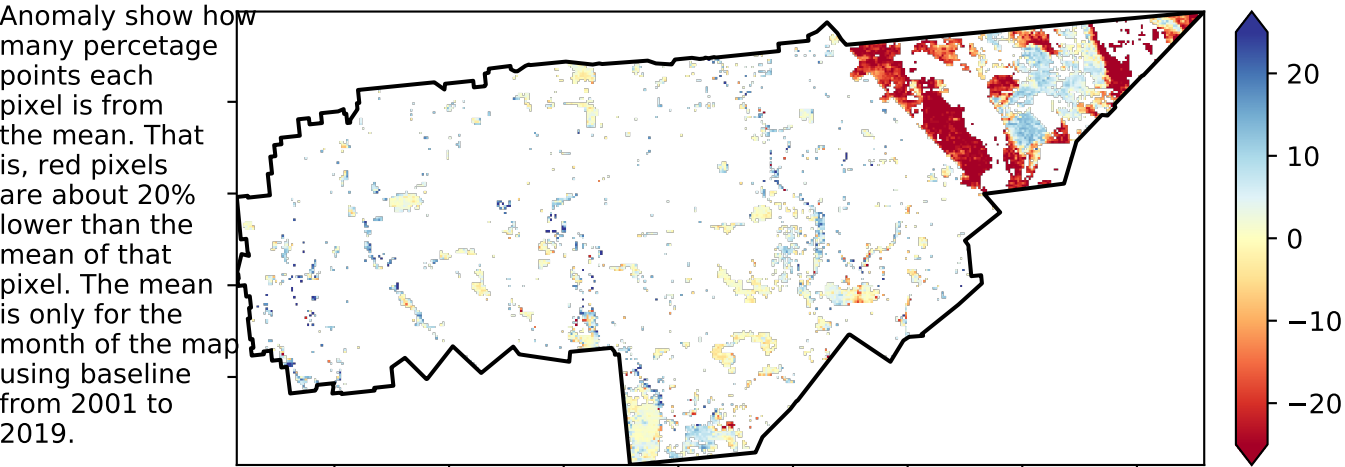 Anomaly show how
many percetage
points each
pixel is from
the mean. That
is, red pixels
are about 20%
lower than the
mean of that
pixel. The mean
is only for the
month of the map
using baseline
from 2001 to
2019.
20
10
0
−10
−20